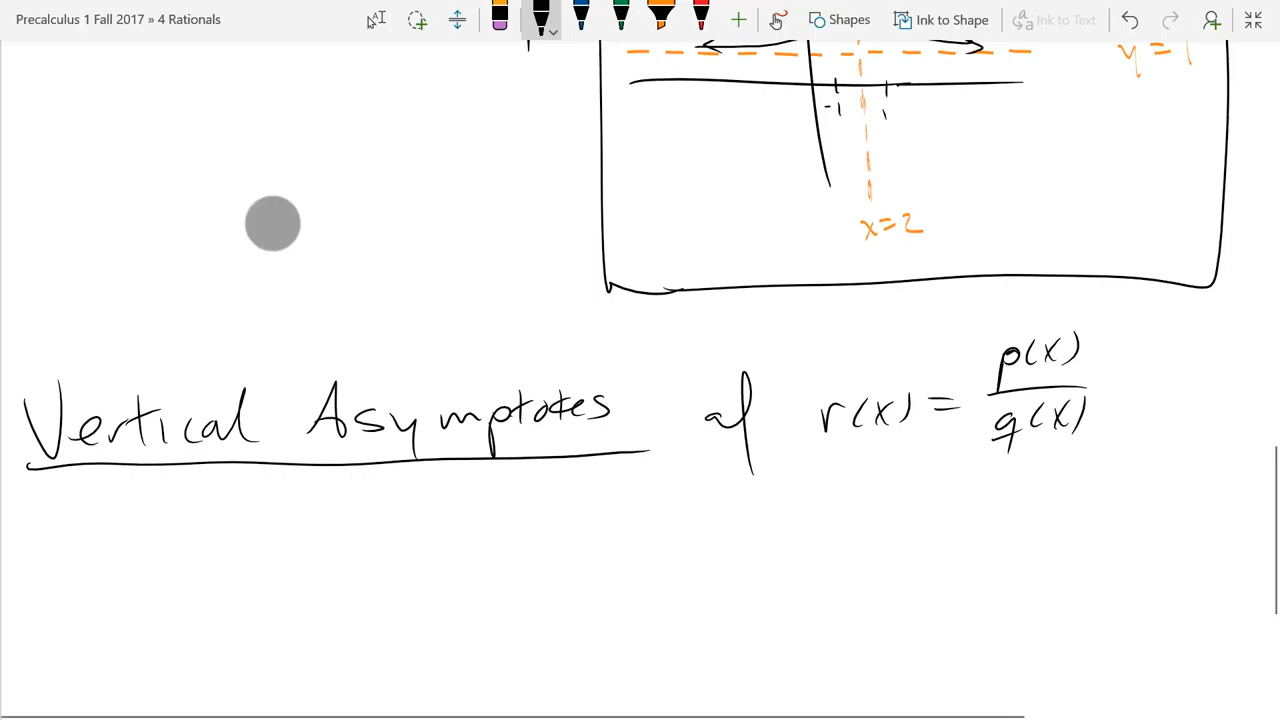 Precalculus 1 Fall 2017 » 4 Rationals
Shapes
Ink to Shape
Ink to Text
y = 1
-1
1
x=2
Vertical Asymptotes of r(x) = p(x)/q(x)